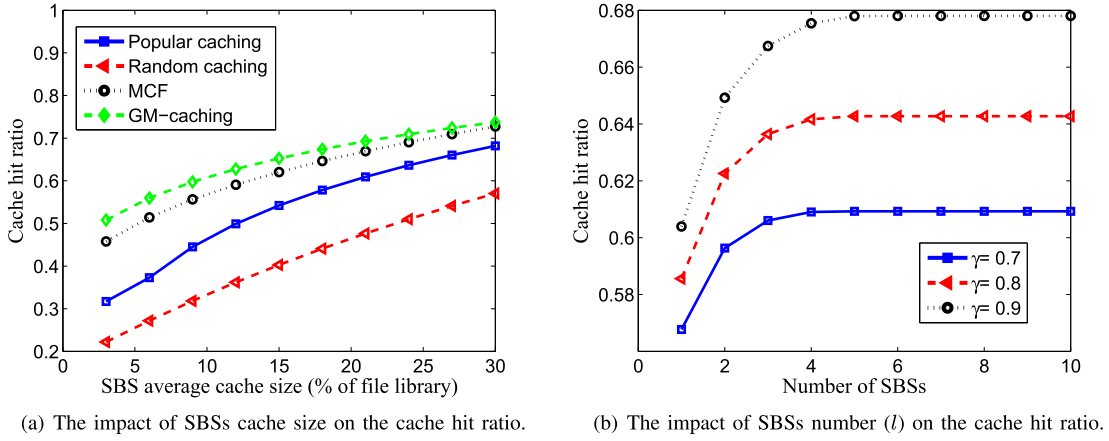 1
0.9
0.8
0.7
0.6
0.5
0.4
0.3
0.2
Cache hit ratio
Popular caching
Random caching
MCF
GM−caching
0 5 10 15 20 25 30
SBS average cache size (% of file library)
(a) The impact of SBSs cache size on the cache hit ratio.
0.68
0.66
0.64
0.62
0.6
0.58
Cache hit ratio
γ= 0.7
γ= 0.8
γ= 0.9
0 2 4 6 8 10
Number of SBSs
(b) The impact of SBSs number (l) on the cache hit ratio.